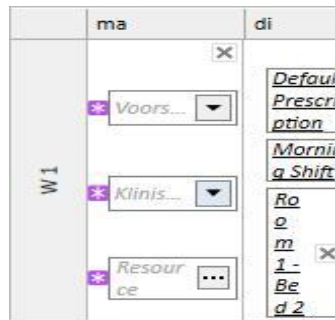 ma
di
W1
Voors...
Klinis...
Resour
ce
Defaul
Prescri
ption
Mornin
g Shift
Ro
o
m
1 -
Be
d 2